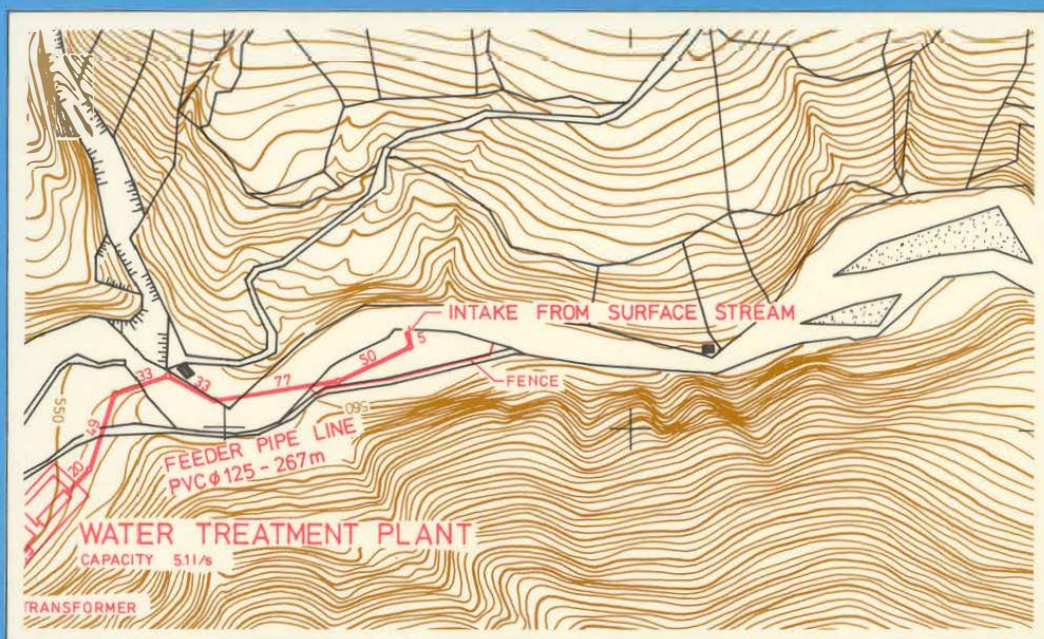 INTAKE FROM SURFACE STREAM
5
50
77
33
33
FENCE
560
550
49
20
FEEDER PIPE LINE
PVC ϕ 125 - 267m
WATER TREATMENT PLANT
CAPACITY 5.1 l/s
TRANSFORMER